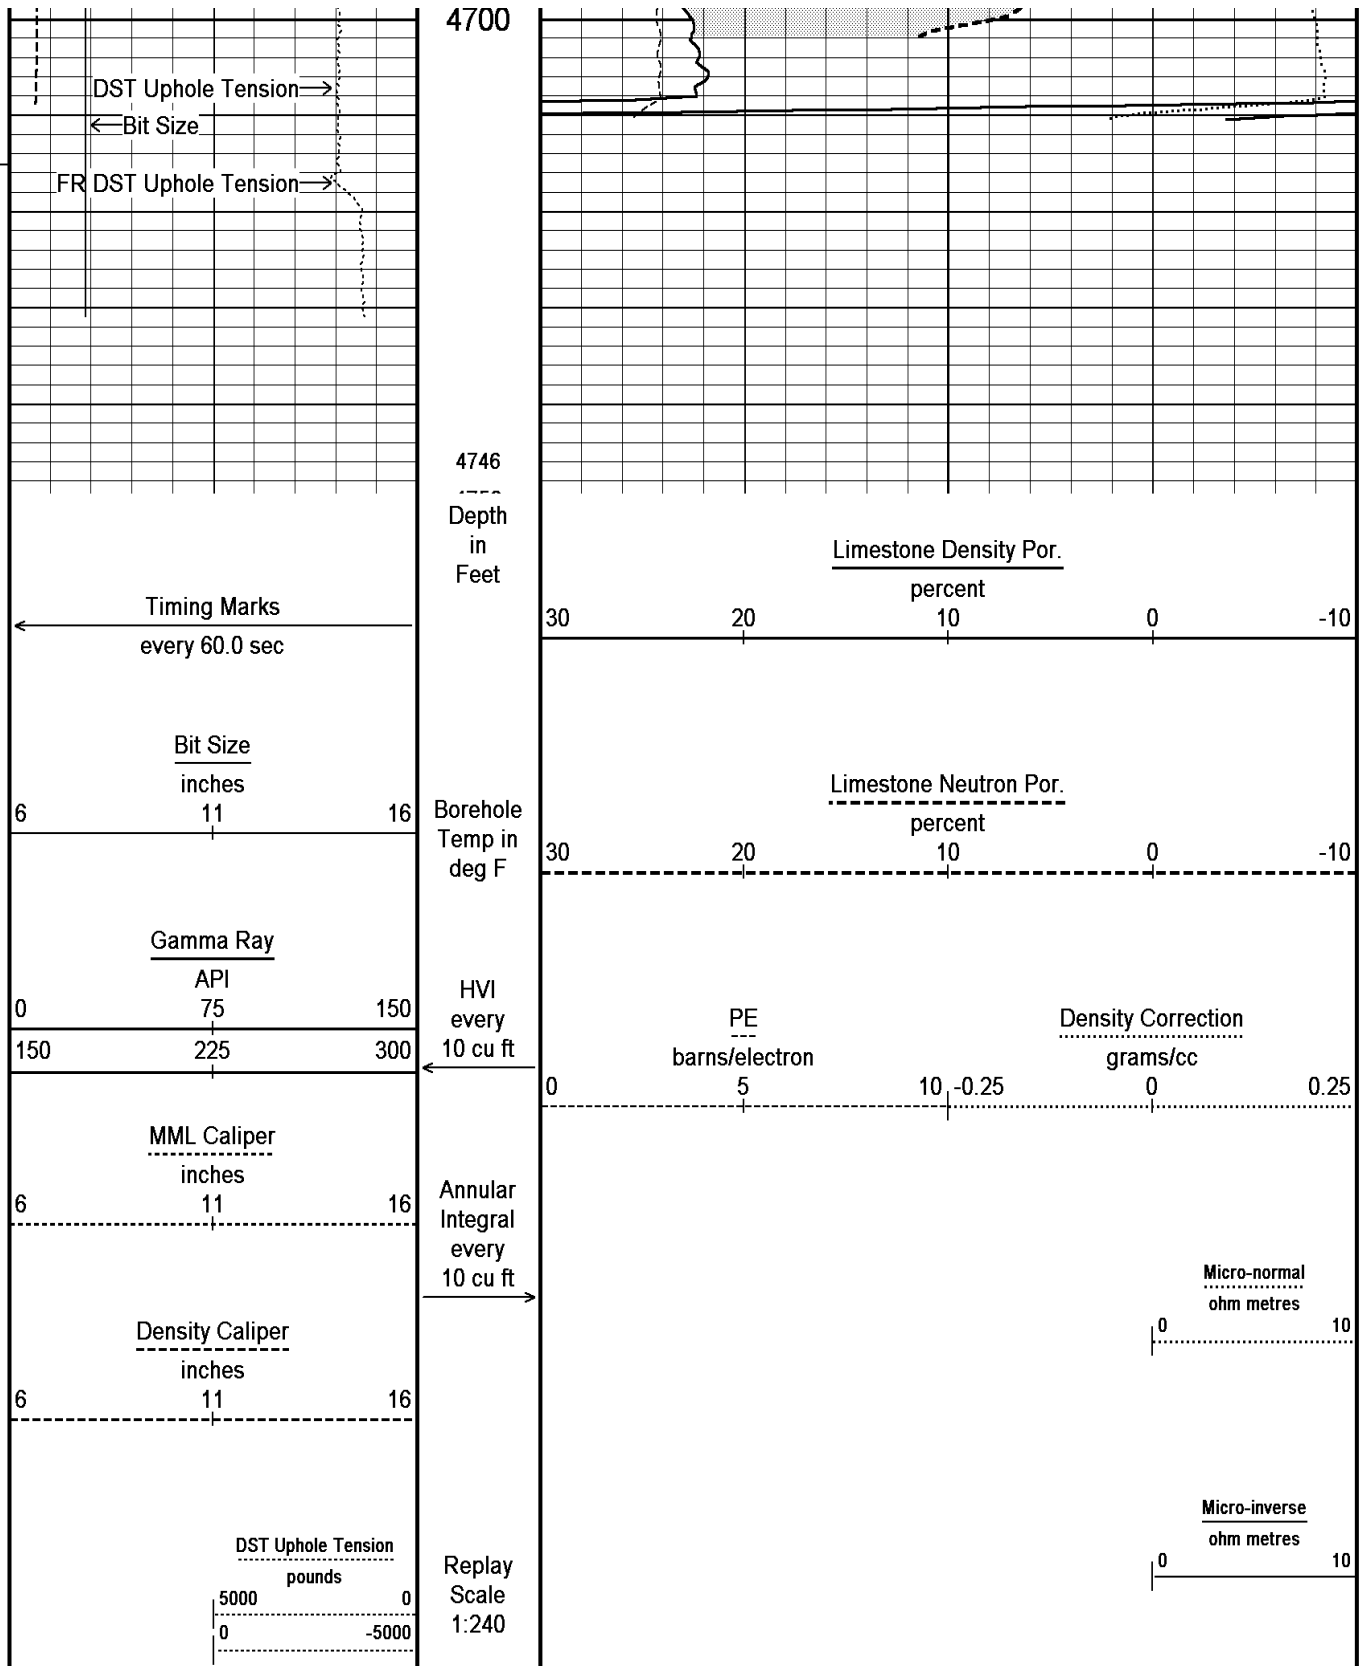 4700
DST Uphole Tension
Bit Size
FR DST Uphole Tension
4746
Depth
in
Feet
Timing Marks
every 60.0 sec
Bit Size
inches
6 11 16
Gamma Ray
API
0 75 150
150 225 300
MML Caliper
inches
6 11 16
Density Caliper
inches
6 11 16
DST Uphole Tension
pounds
5000 0
0 -5000
Borehole
Temp in
deg F
HVI
every
10 cu ft
Annular
Integral
every
10 cu ft
Replay
Scale
1:240
Limestone Density Por.
percent
30 20 10 0 -10
Limestone Neutron Por.
percent
30 20 10 0 -10
PE
barns/electron
0 5 10
Density Correction
grams/cc
-0.25 0 0.25
Micro-normal
ohm metres
0 10
Micro-inverse
ohm metres
0 10